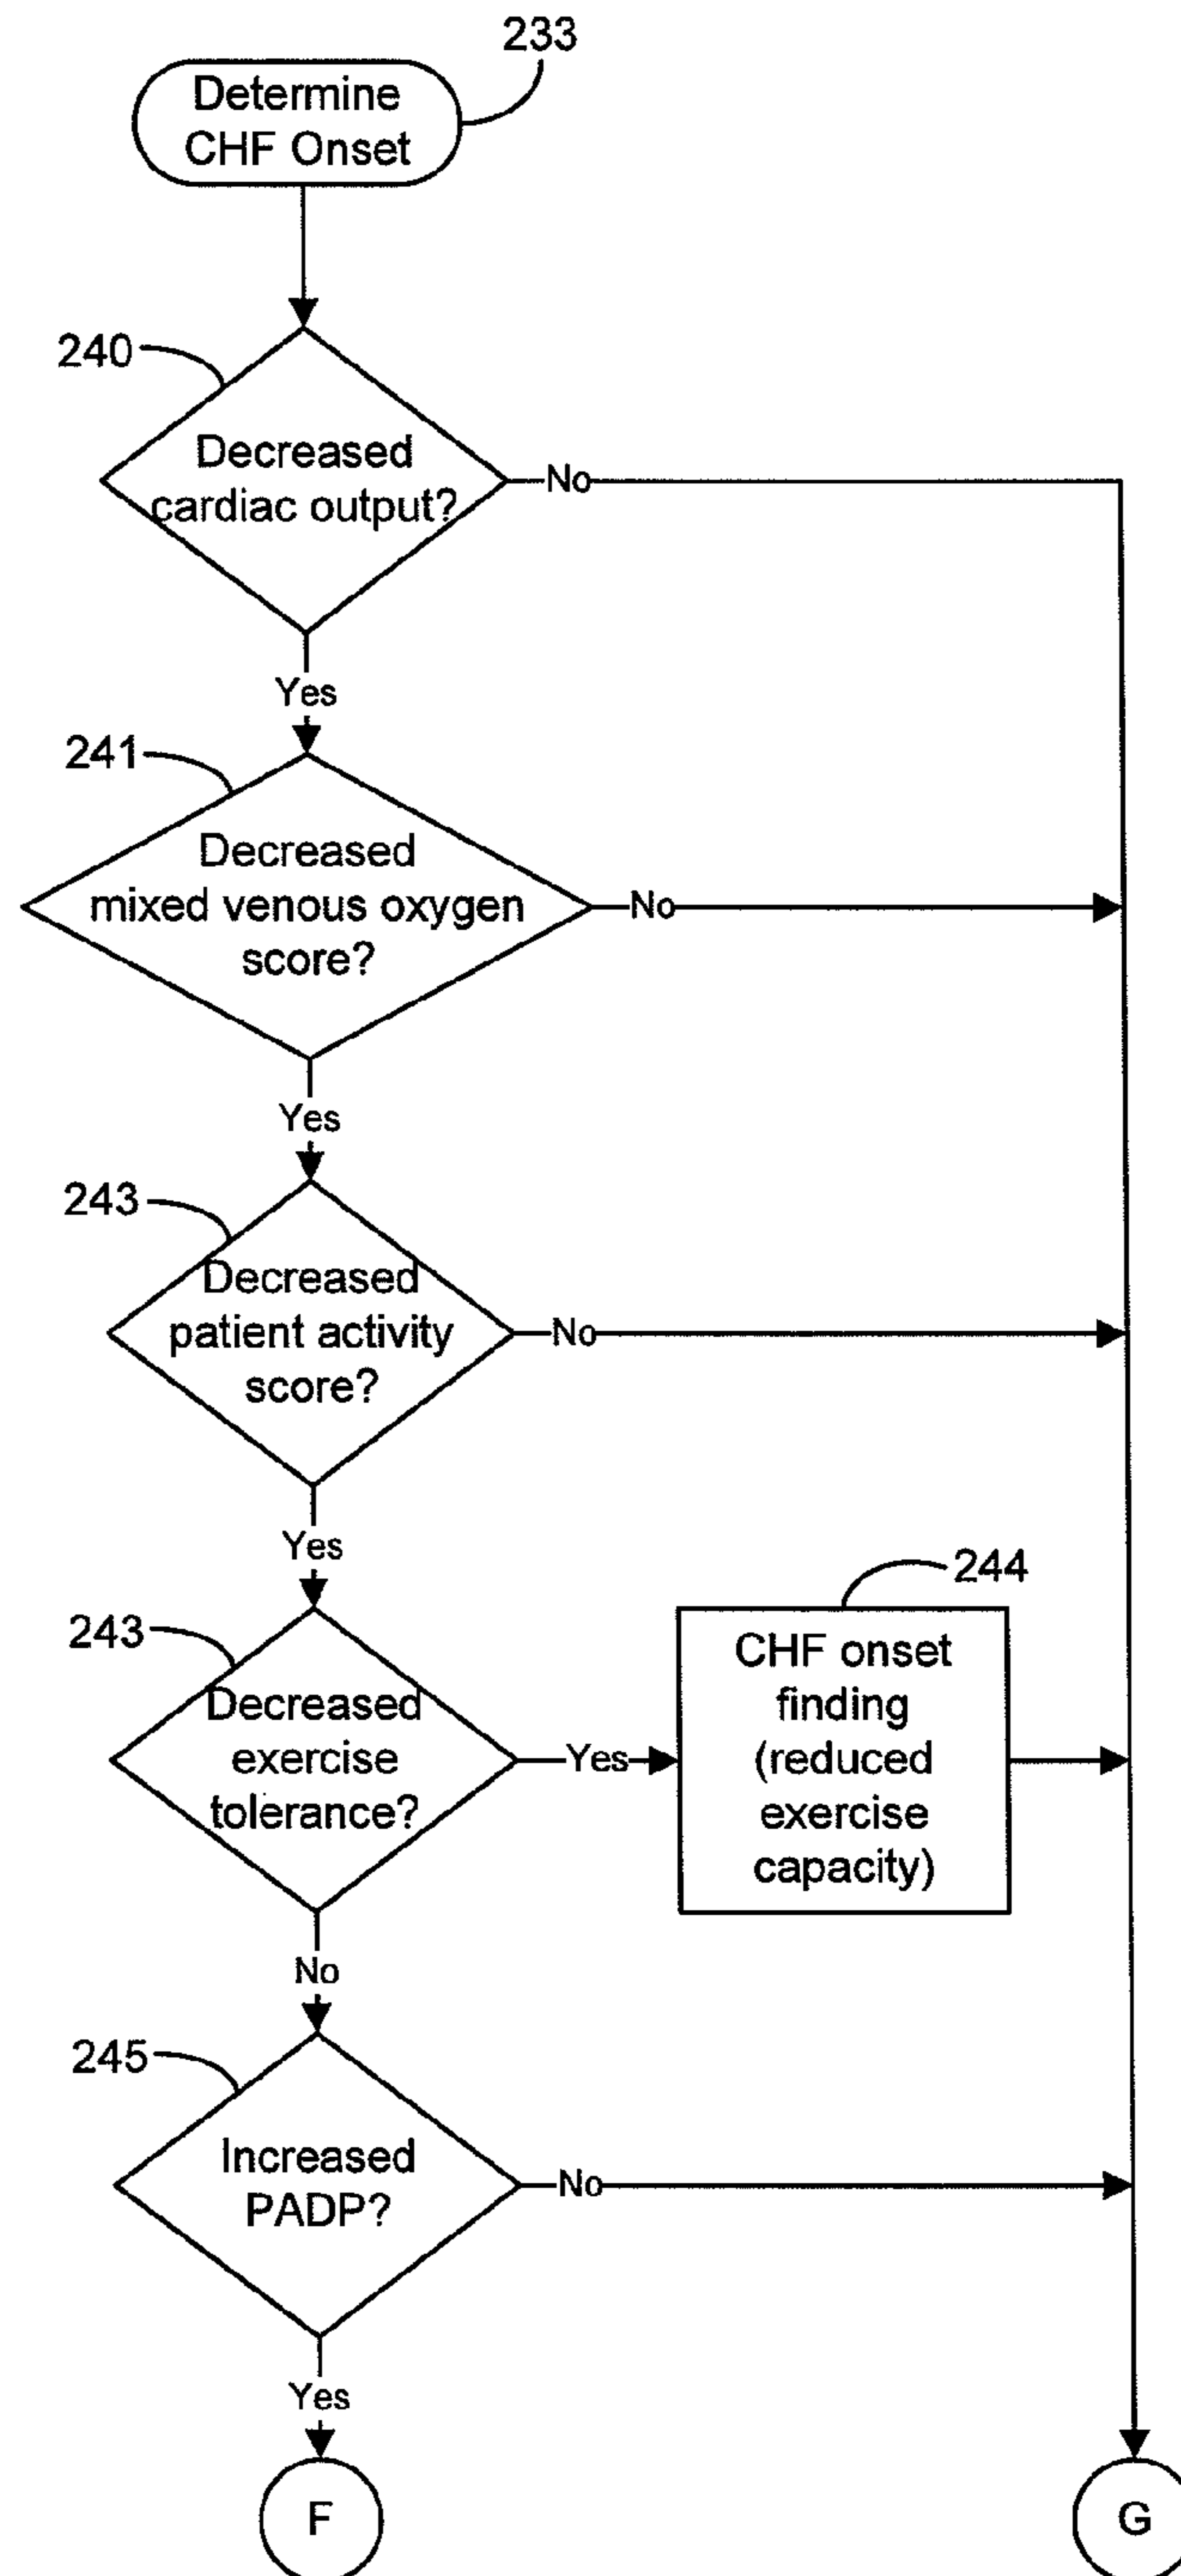 233
Determine
CHF Onset
240
Decreased
cardiac output?
No
Yes
241
Decreased
mixed venous oxygen
score?
No
Yes
243
Decreased
patient activity
score?
No
Yes
243
Decreased
exercise
tolerance?
Yes
244
CHF onset
finding
(reduced
exercise
capacity)
No
245
Increased
PADP?
No
Yes
F
G